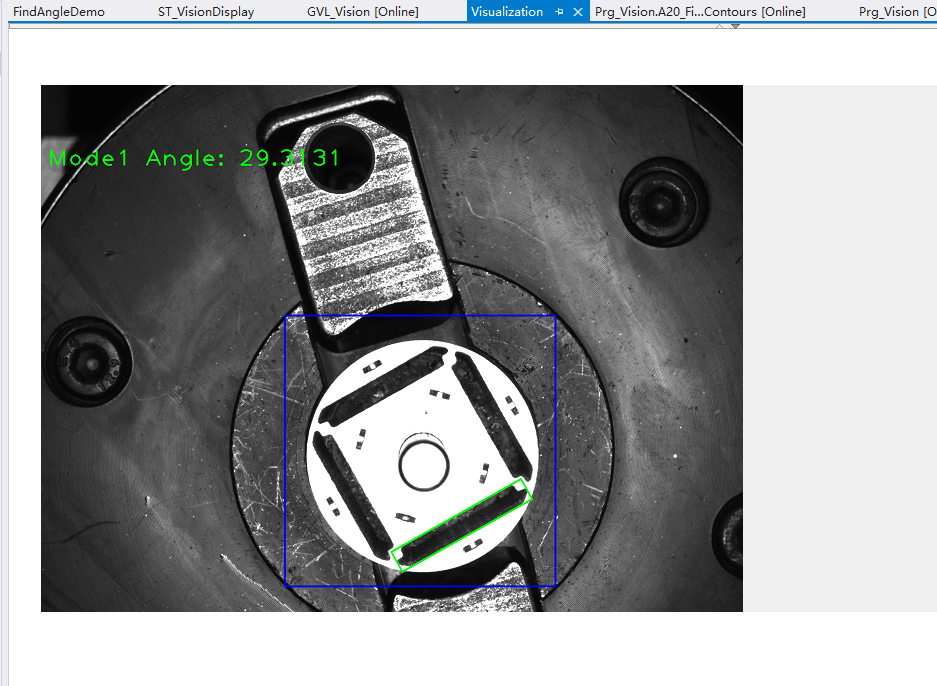 FindAngleDemo
ST_VisionDisplay
GVL_Vision [Online]
Visualization
Prg_Vision.A20_Fi...Contours [Online]
Prg_Vision [O
Mode1 Angle: 29.3131